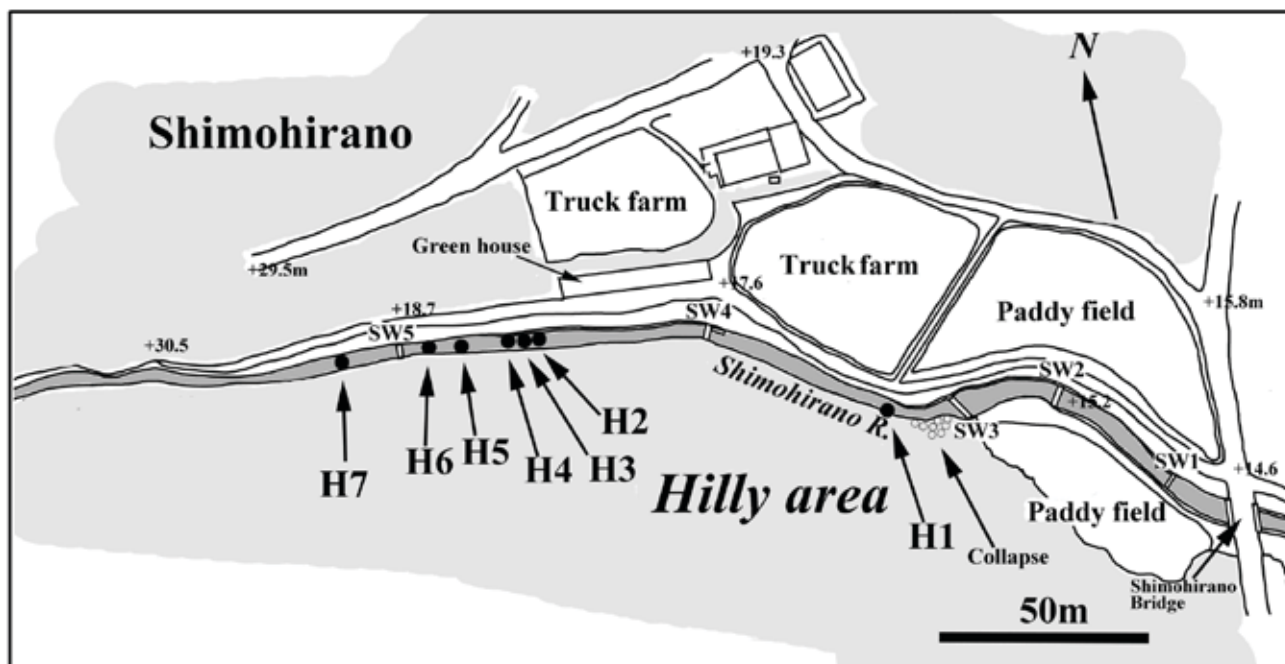 N
+19.3
Shimohirano
Truck farm
Green house
+29.5m
Truck farm
+17.6
+15.8m
Paddy field
+18.7
SW4
SW5
+30.5
SW2
+15.2
Shimohirano R.
SW3
SW1
+14.6
H2
H3
H4
H5
H6
H7
Hilly area
H1
Collapse
Paddy field
Shimohirano
Bridge
50m